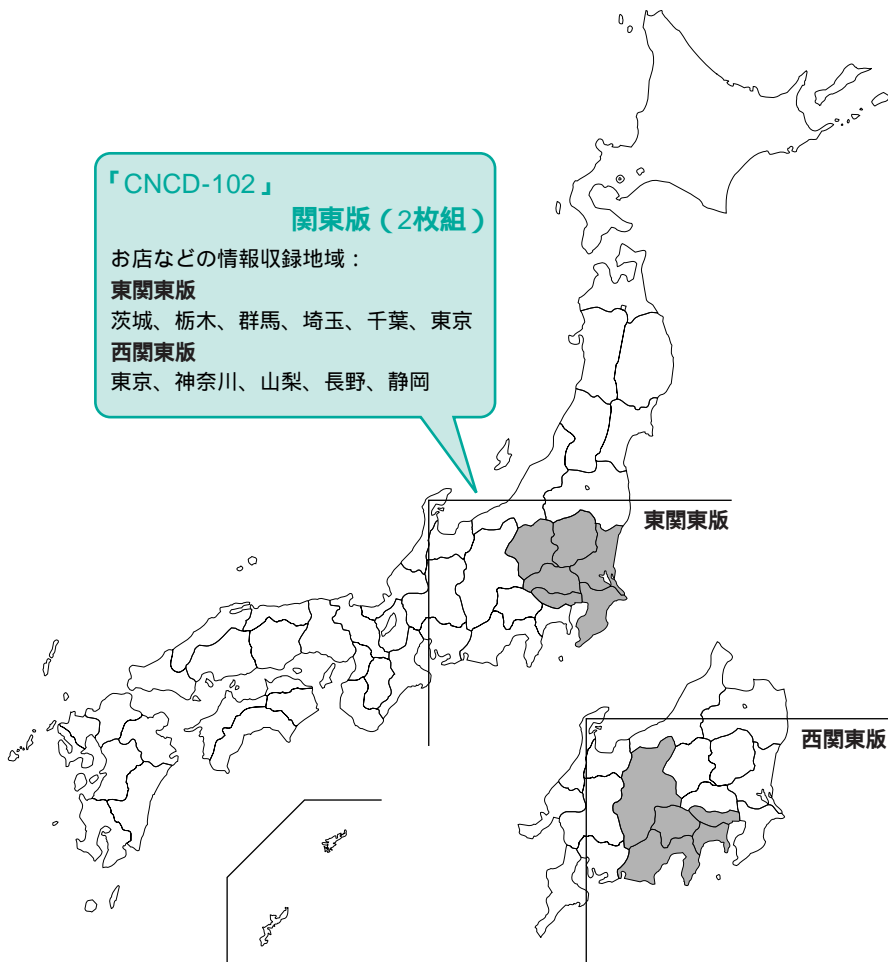 「CNCD-102」
関東版（2枚組）
お店などの情報収録地域：
東関東版
茨城、栃木、群馬、埼玉、千葉、東京
西関東版
東京、神奈川、山梨、長野、静岡
東関東版
西関東版